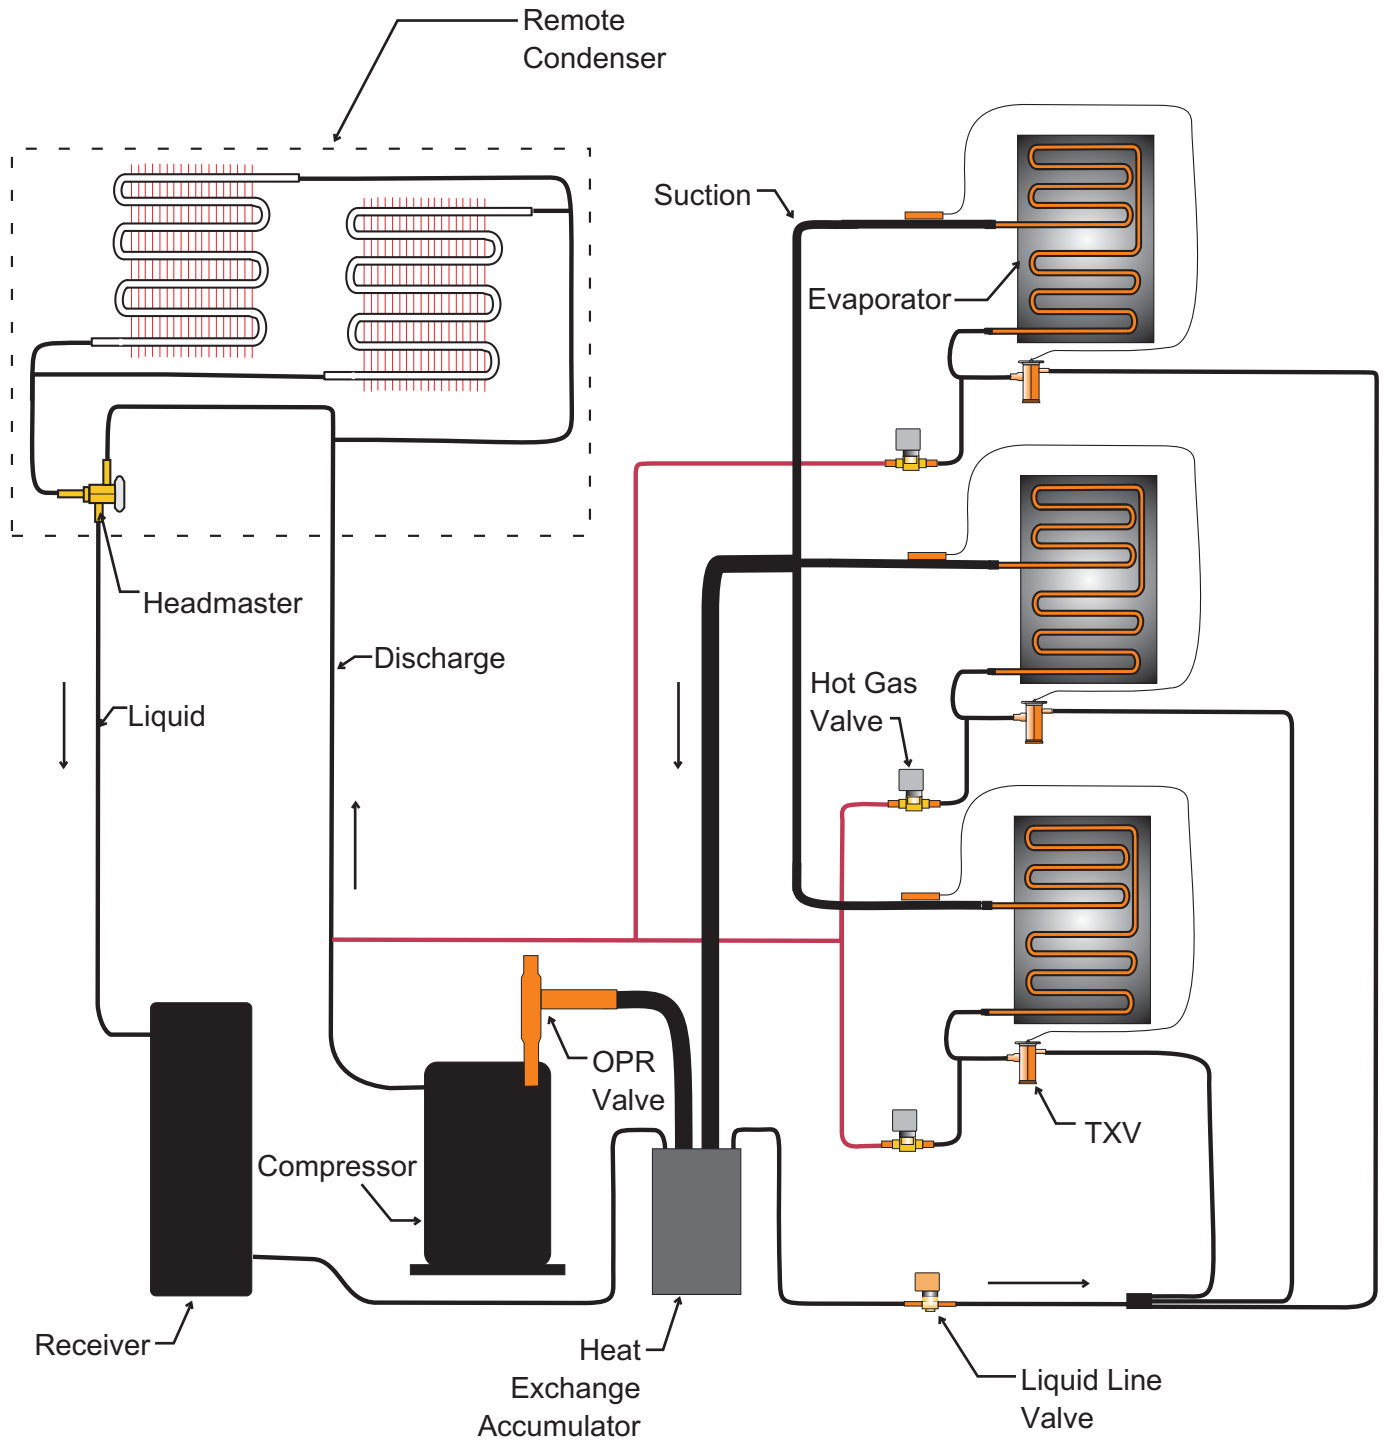 Remote
Condenser
Suction
Evaporator
Headmaster
Discharge
Hot Gas
Valve
Liquid
OPR
Valve
TXV
Compressor
Receiver
Heat
Exchange
Accumulator
Liquid Line
Valve